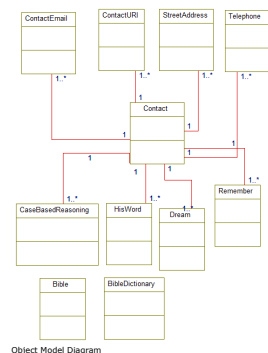 ContactEmail
ContactURI
StreetAddress
Telephone
1..*
1..*
1..*
1..*
1
Contact
1
1
1
1
1
1
1
1..*
1..*
1..*
1..*
CaseBasedReasoning
HisWord
Dream
Remember
Bible
BibleDictionary
Object Model Diagram